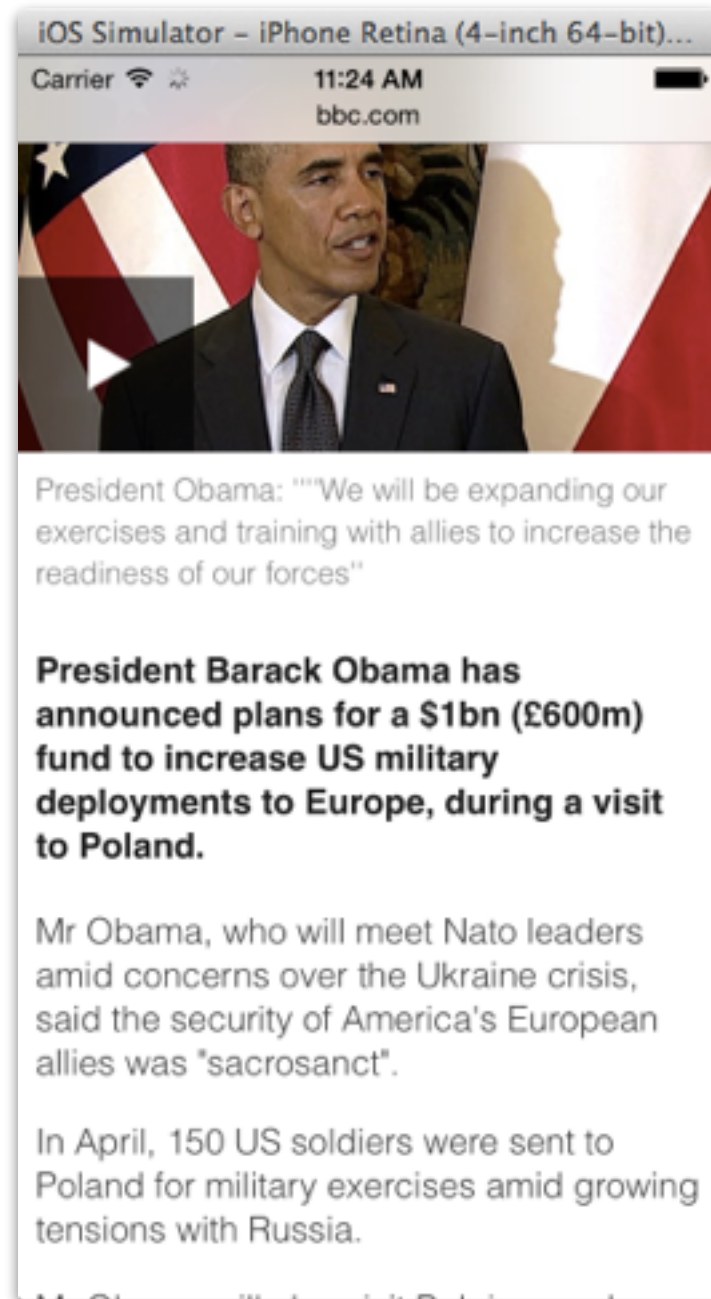 iOS Simulator – iPhone Retina (4-inch 64-bit)...
Carrier 11:24 AM
bbc.com
President Obama: ''''We will be expanding our
exercises and training with allies to increase the
readiness of our forces''
President Barack Obama has
announced plans for a $1bn (£600m)
fund to increase US military
deployments to Europe, during a visit
to Poland.
Mr Obama, who will meet Nato leaders
amid concerns over the Ukraine crisis,
said the security of America's European
allies was "sacrosanct".
In April, 150 US soldiers were sent to
Poland for military exercises amid growing
tensions with Russia.